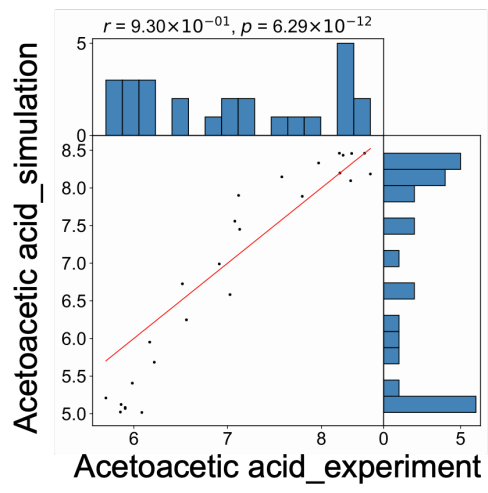 r = 9.30×10⁻⁰¹, p = 6.29×10⁻¹²
5
0
Acetoacetic acid_simulation
8.5
8.0
7.5
7.0
6.5
6.0
5.5
5.0
6 7 8 0 5
Acetoacetic acid_experiment